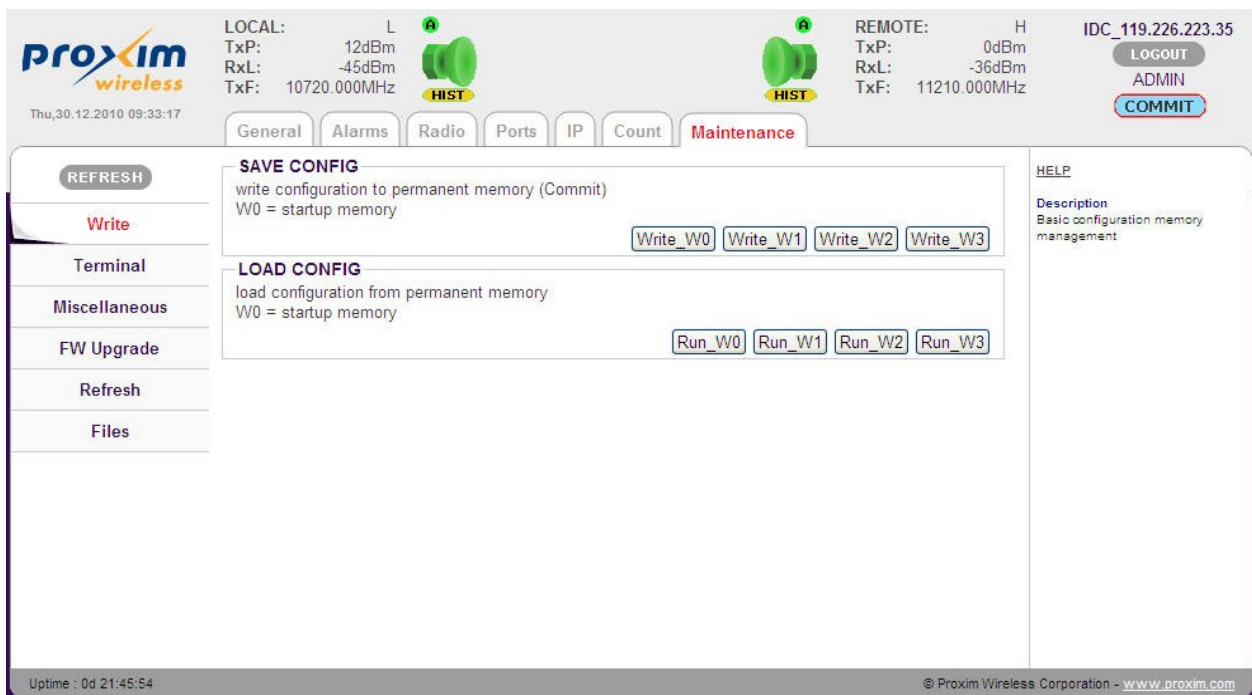 proxim
wireless
Thu,30.12.2010 09:33:17
LOCAL: L
TxP: 12dBm
RxL: -45dBm
TxF: 10720.000MHz
A
HIST
A
HIST
REMOTE: H
TxP: 0dBm
RxL: -36dBm
TxF: 11210.000MHz
IDC_119.226.223.35
LOGOUT
ADMIN
COMMIT
General Alarms Radio Ports IP Count Maintenance
REFRESH
Write
Terminal
Miscellaneous
FW Upgrade
Refresh
Files
SAVE CONFIG
write configuration to permanent memory (Commit)
W0 = startup memory
Write_W0 Write_W1 Write_W2 Write_W3
LOAD CONFIG
load configuration from permanent memory
W0 = startup memory
Run_W0 Run_W1 Run_W2 Run_W3
HELP
Description
Basic configuration memory
management
Uptime : 0d 21:45:54
© Proxim Wireless Corporation - www.proxim.com